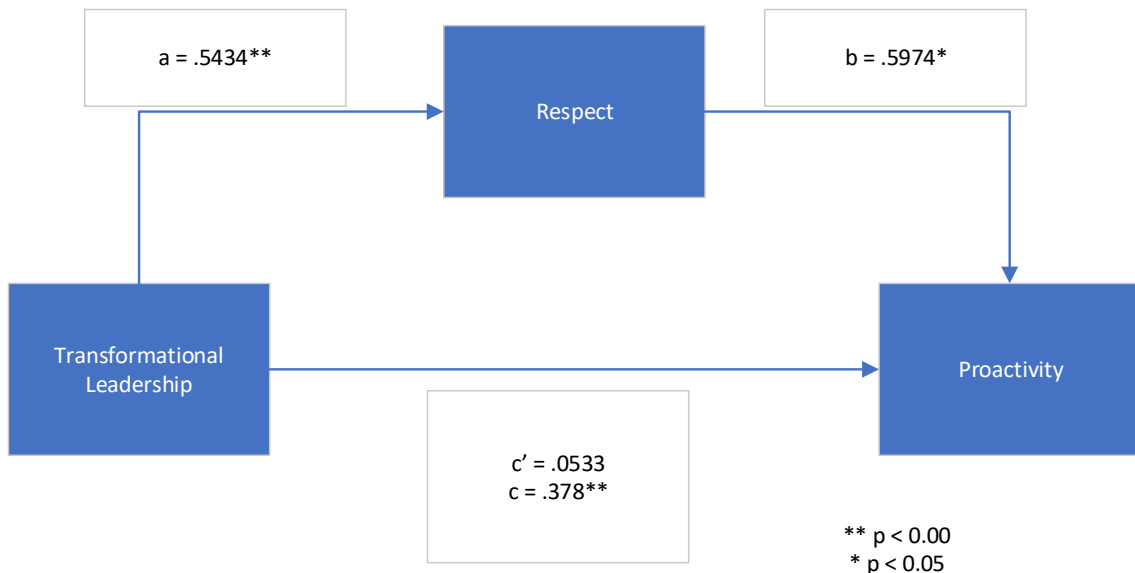 a = .5434**
b = .5974*
Respect
Transformational
Leadership
Proactivity
c’ = .0533
c = .378**
** p < 0.00
* p < 0.05